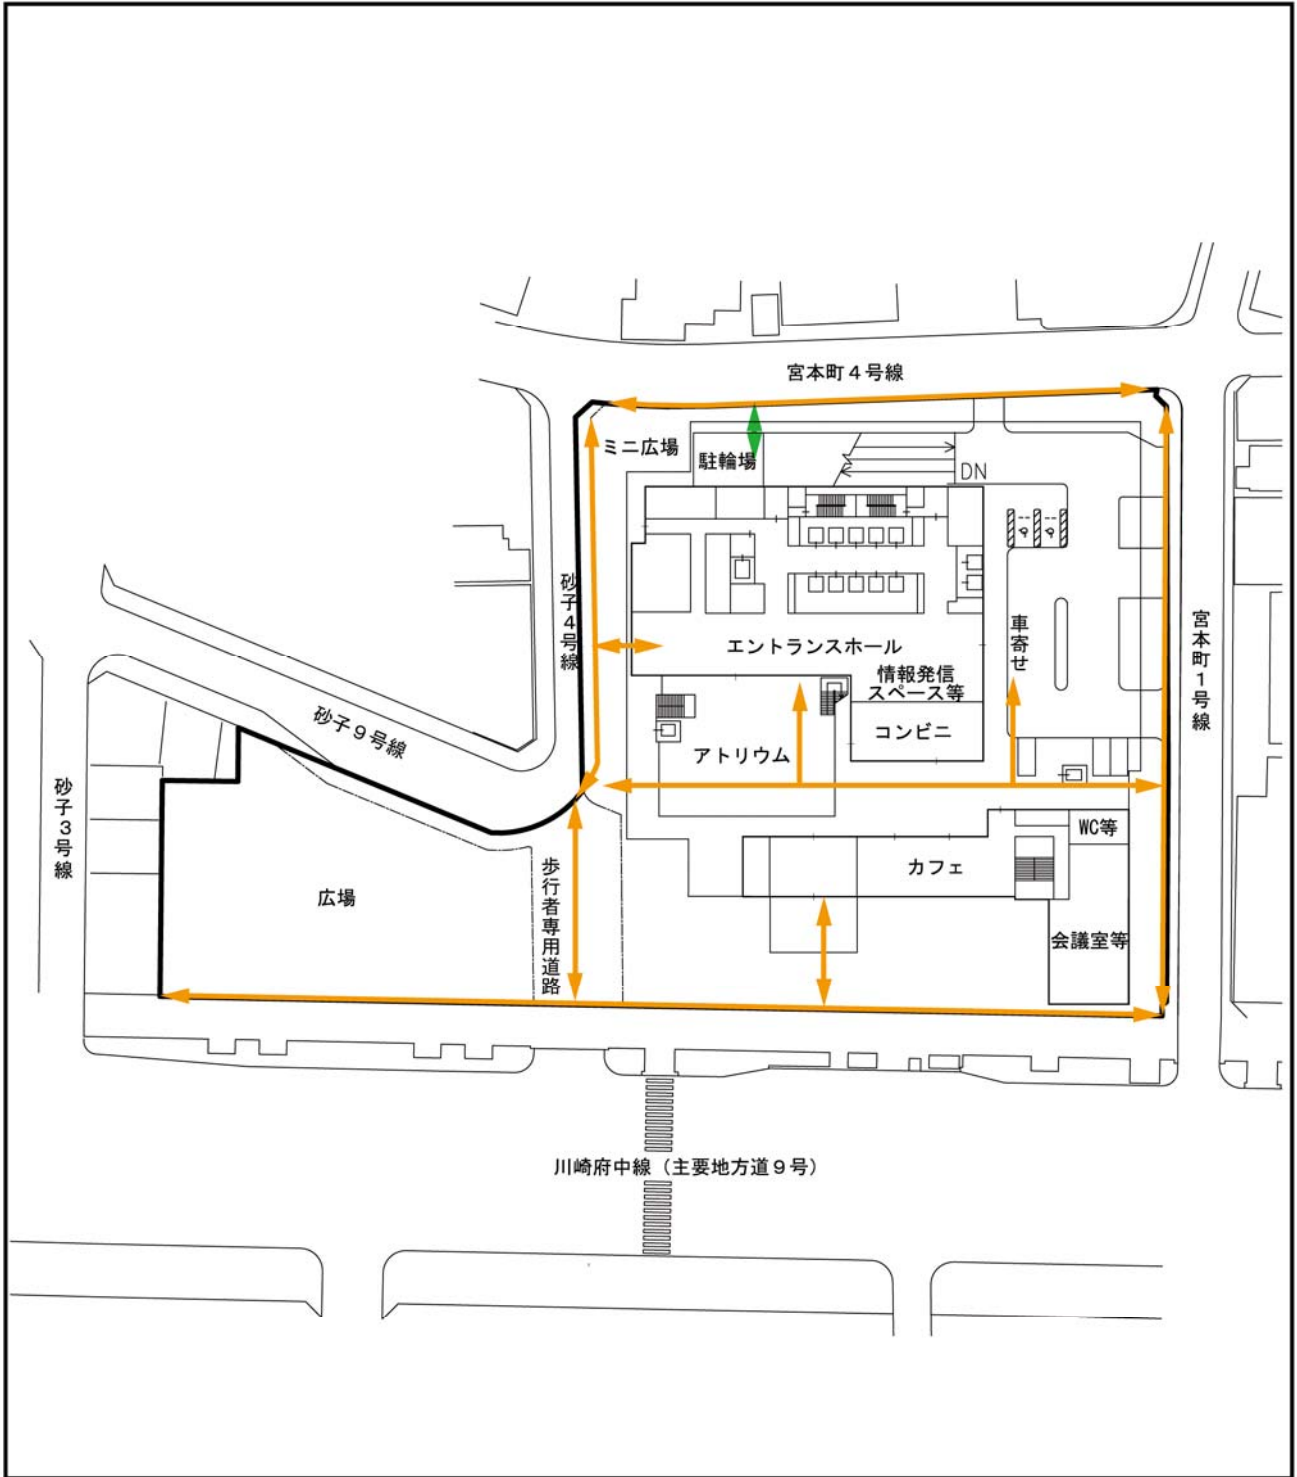 宮本町４号線
ミニ広場
駐輪場
DN
砂子４号線
エントランスホール
車寄せ
宮本町１号線
情報発信
スペース等
コンビニ
砂子９号線
アトリウム
砂子３号線
WC等
カフェ
歩行者専用道路
広場
会議室等
川崎府中線（主要地方道９号）